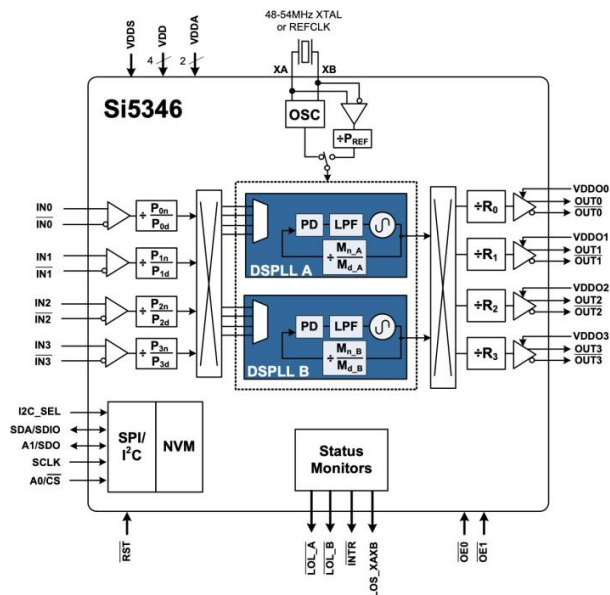 48-54MHz XTAL
or REFCLK
VDDS
VDD
4
VDDA
2
XA
XB
Si5346
OSC
÷PREF
IN0
IN0
÷ P0n
P0d
IN1
IN1
÷ P1n
P1d
IN2
IN2
÷ P2n
P2d
IN3
IN3
÷ P3n
P3d
PD
LPF
÷ Mn_A
Md_A
DSPLL A
PD
LPF
÷ Mn_B
Md_B
DSPLL B
÷R0
VDDO0
OUT0
OUT0
÷R1
VDDO1
OUT1
OUT1
÷R2
VDDO2
OUT2
OUT2
÷R3
VDDO3
OUT3
OUT3
I2C_SEL
SDA/SDIO
A1/SDO
SCLK
A0/CS
SPI/
I2C
NVM
Status
Monitors
RST
LOL_A
LOL_B
INTR
LOS_XAXB
OE0
OE1